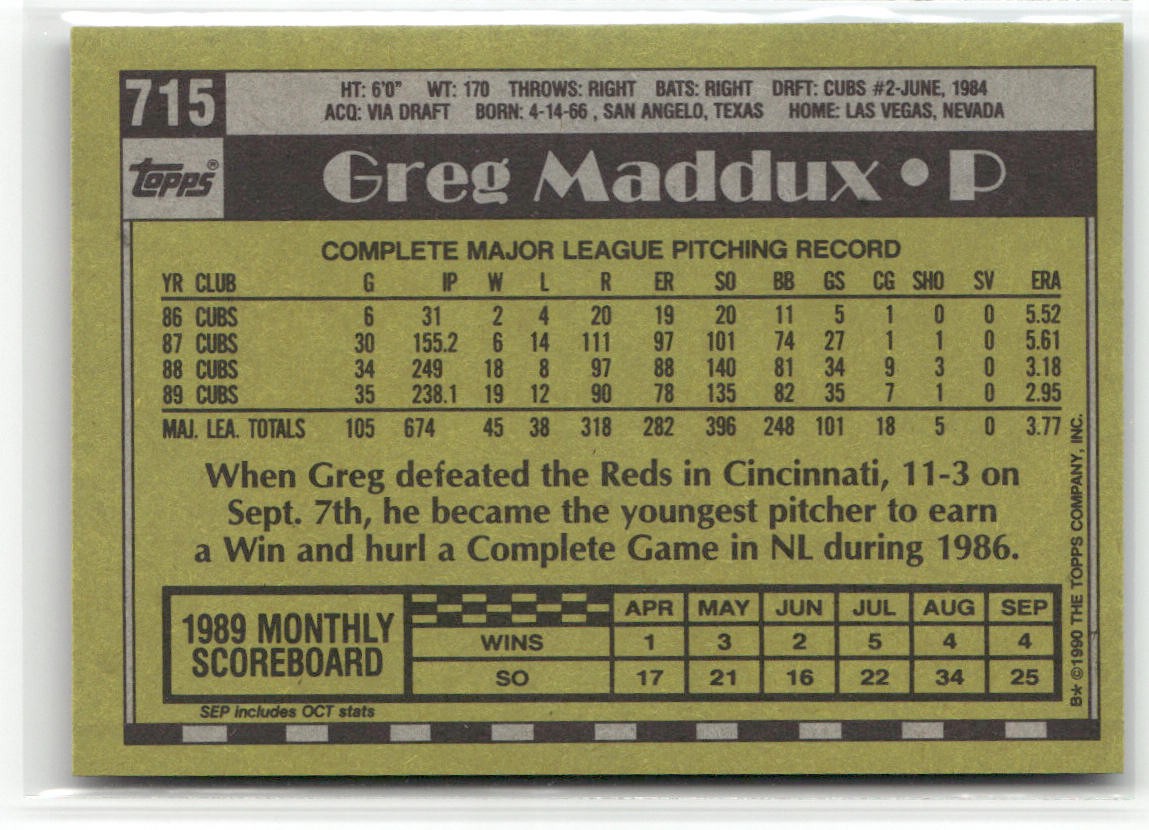 715
HT: 6'0" WT: 170 THROWS: RIGHT BATS: RIGHT DRFT: CUBS #2-JUNE, 1984
ACQ: VIA DRAFT BORN: 4-14-66 , SAN ANGELO, TEXAS HOME: LAS VEGAS, NEVADA
Topps®
Greg Maddux • P
COMPLETE MAJOR LEAGUE PITCHING RECORD
YR CLUB G IP W L R ER SO BB GS CG SHO SV ERA
86 CUBS 6 31 2 4 20 19 20 11 5 1 0 0 5.52
87 CUBS 30 155.2 6 14 111 97 101 74 27 1 1 0 5.61
88 CUBS 34 249 18 8 97 88 140 81 34 9 3 0 3.18
89 CUBS 35 238.1 19 12 90 78 135 82 35 7 1 0 2.95
MAJ. LEA. TOTALS 105 674 45 38 318 282 396 248 101 18 5 0 3.77
When Greg defeated the Reds in Cincinnati, 11-3 on
Sept. 7th, he became the youngest pitcher to earn
a Win and hurl a Complete Game in NL during 1986.
1989 MONTHLY
SCOREBOARD
APR MAY JUN JUL AUG SEP
WINS 1 3 2 5 4 4
SO 17 21 16 22 34 25
SEP includes OCT stats
B* ©1990 THE TOPPS COMPANY, INC.